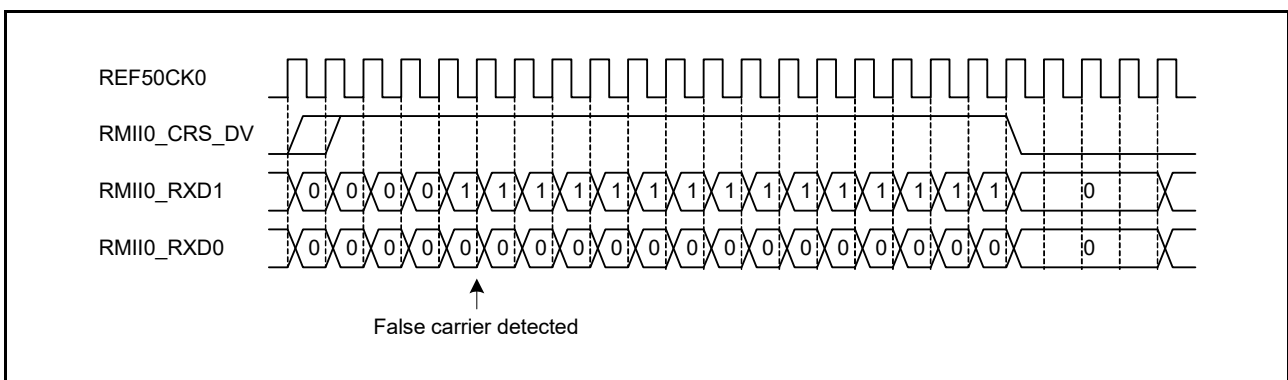 REF50CK0
RMII0_CRS_DV
RMII0_RXD1 0 0 0 0 1 1 1 1 1 1 1 1 1 1 1 1 1 1 1 0
RMII0_RXD0 0 0 0 0 0 0 0 0 0 0 0 0 0 0 0 0 0 0 0 0
False carrier detected